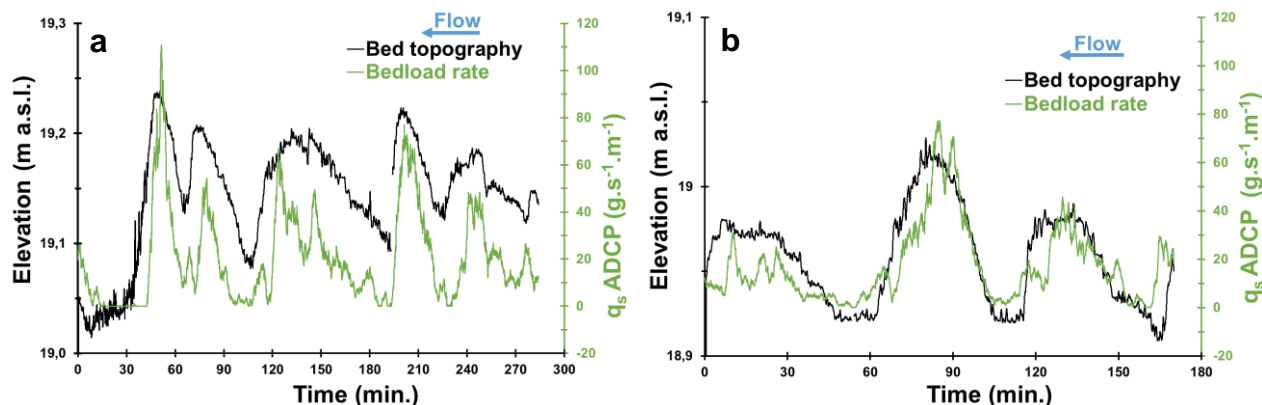 a
Flow
Bed topography
Bedload rate
Elevation (m a.s.l.)
19,3
19,2
19,1
19,0
120
100
80
60
40
20
0
-20
qs ADCP (g.s-1.m-1)
0 30 60 90 120 150 180 210 240 270 300
Time (min.)
b
Flow
Bed topography
Bedload rate
Elevation (m a.s.l.)
19,1
19
18,9
120
100
80
60
40
20
0
-20
qs ADCP (g.s-1.m-1)
0 30 60 90 120 150 180
Time (min.)